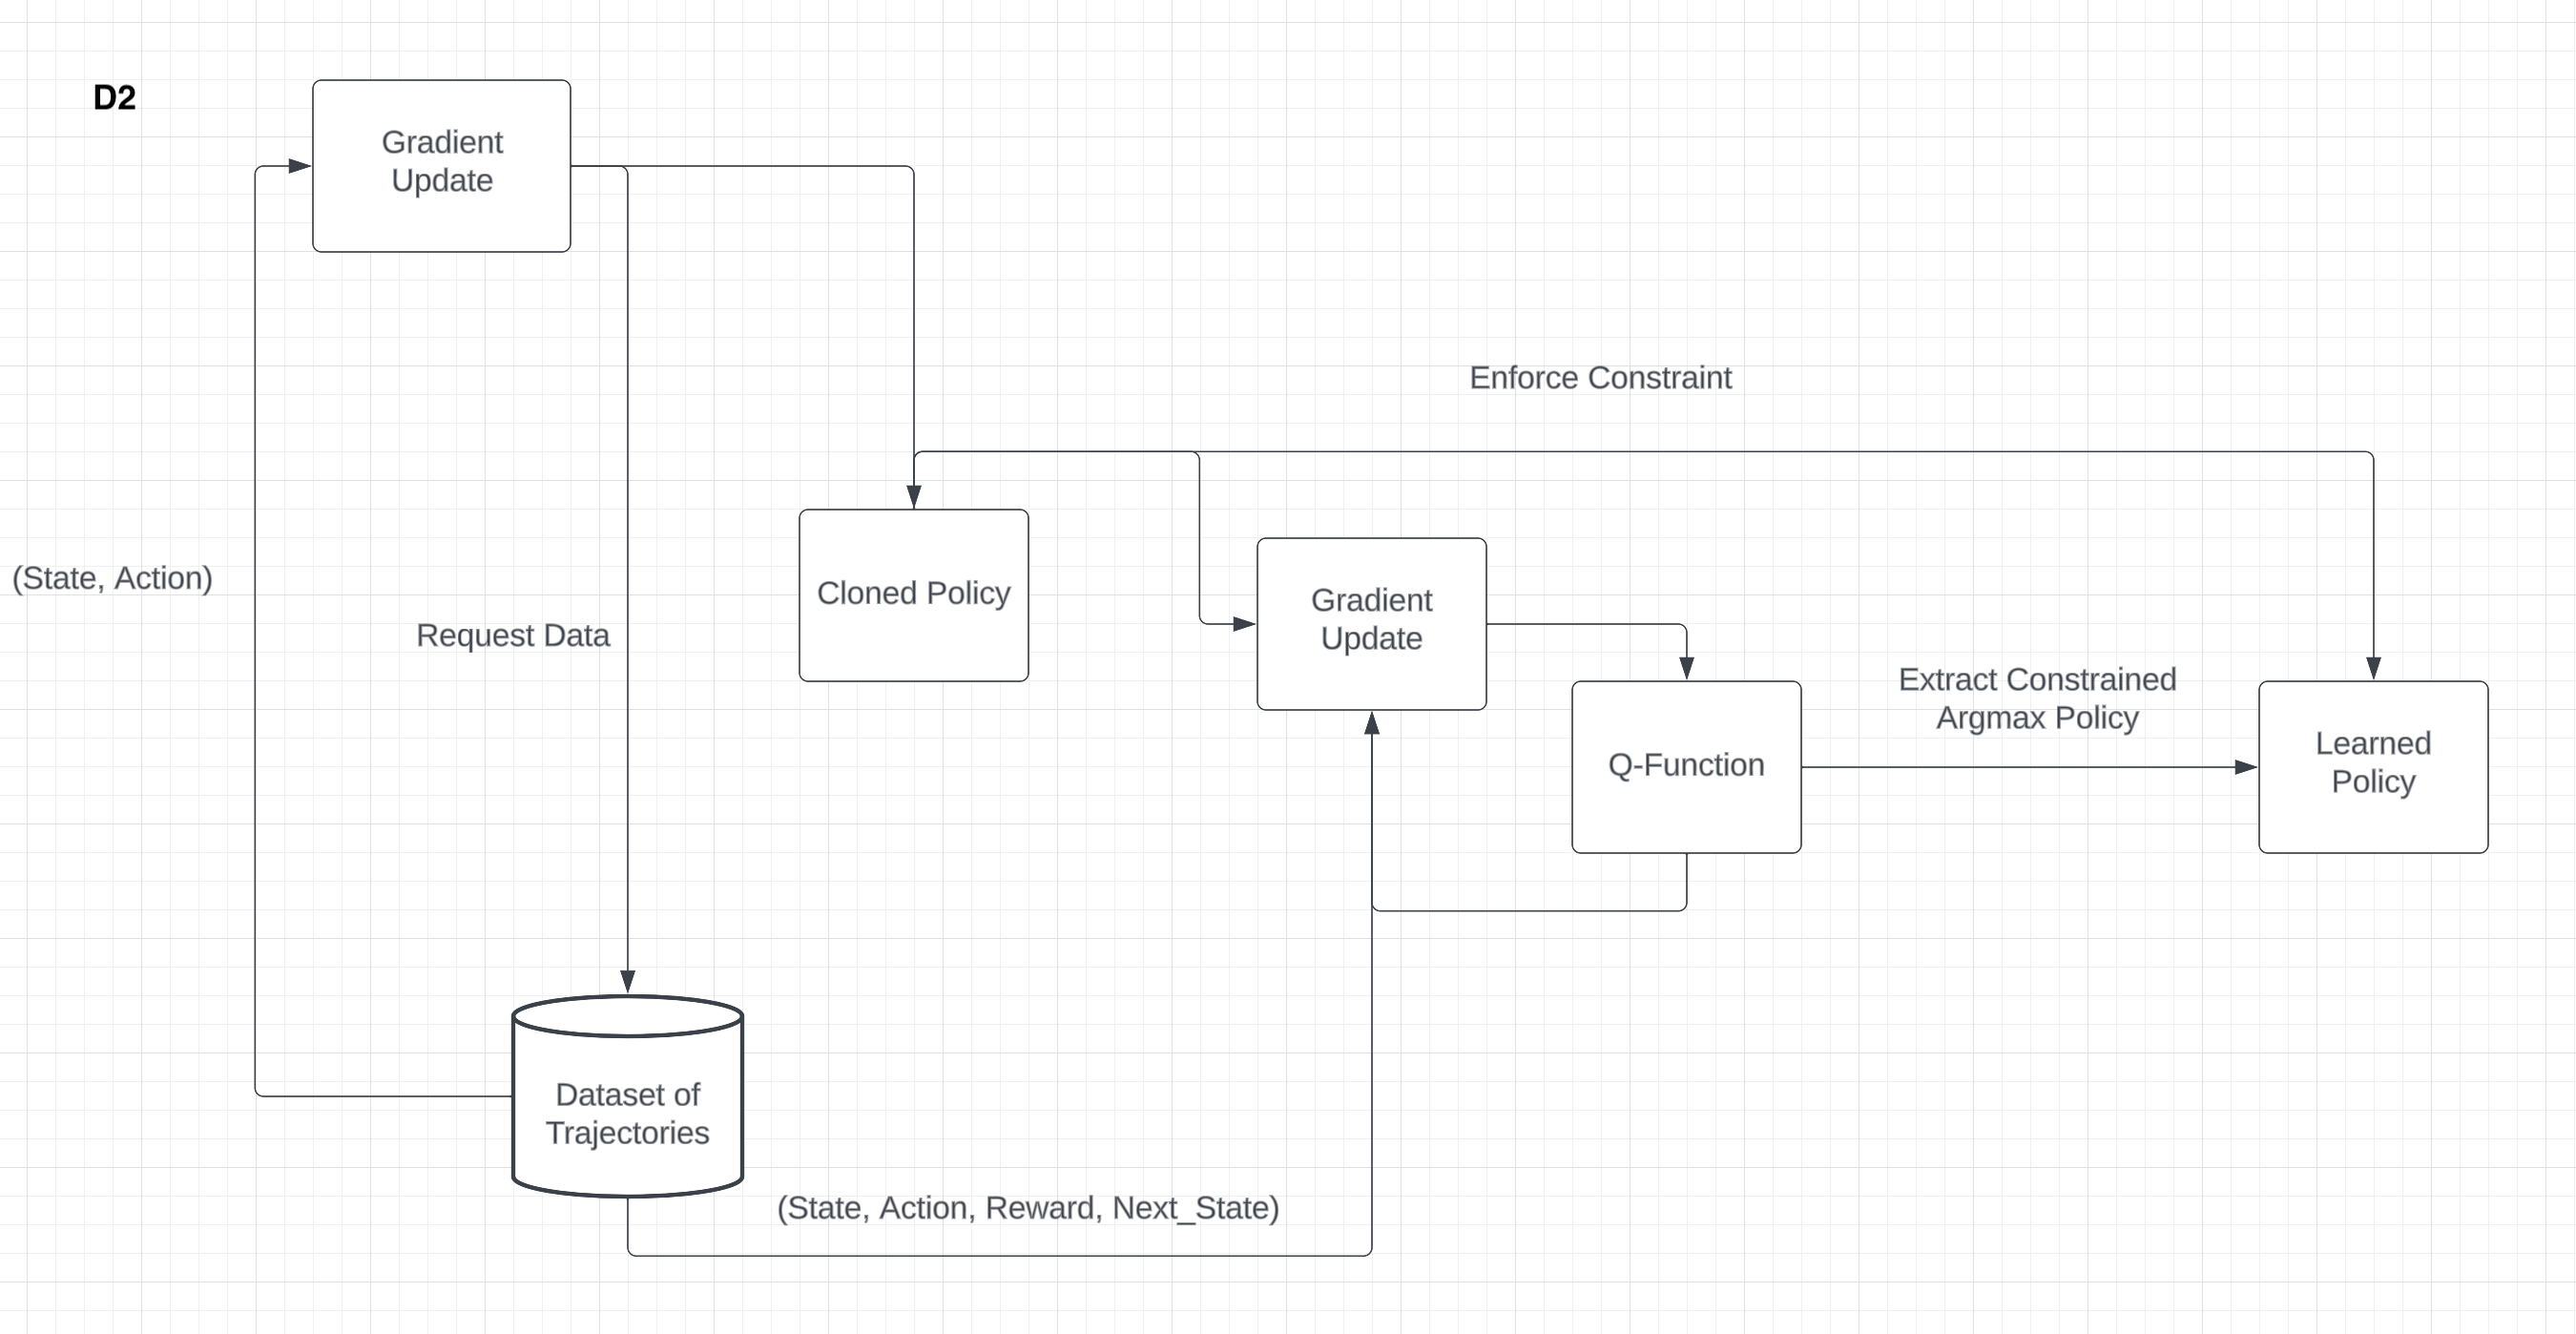 D2
Gradient
Update
Enforce Constraint
(State, Action)
Request Data
Cloned Policy
Gradient
Update
Extract Constrained
Argmax Policy
Q-Function
Learned
Policy
Dataset of
Trajectories
(State, Action, Reward, Next_State)